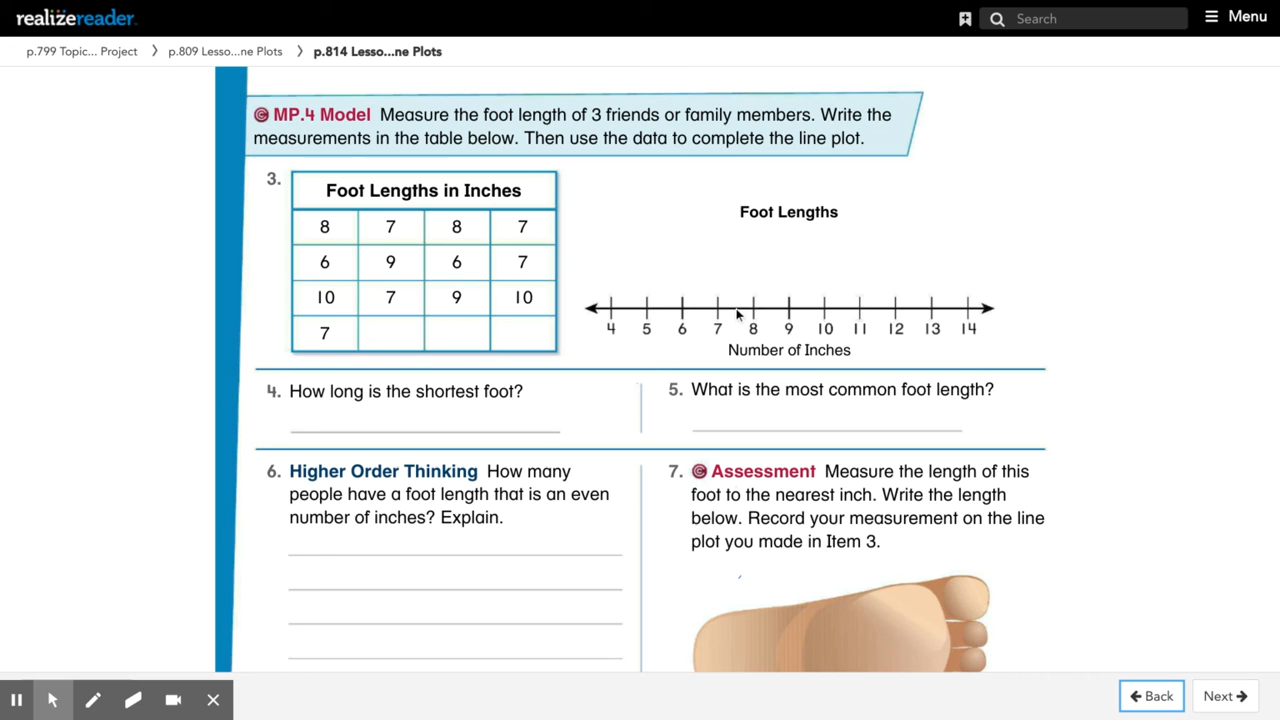 realizereader.
Search
Menu
p.799 Topic... Project
p.809 Lesso...ne Plots
p.814 Lesso...ne Plots
MP.4 Model Measure the foot length of 3 friends or family members. Write the
measurements in the table below. Then use the data to complete the line plot.
3.
Foot Lengths in Inches
8 7 8 7
6 9 6 7
10 7 9 10
7
Foot Lengths
4 5 6 7 8 9 10 11 12 13 14
Number of Inches
4. How long is the shortest foot?
5. What is the most common foot length?
6. Higher Order Thinking How many
people have a foot length that is an even
number of inches? Explain.
7. Assessment Measure the length of this
foot to the nearest inch. Write the length
below. Record your measurement on the line
plot you made in Item 3.
Back
Next